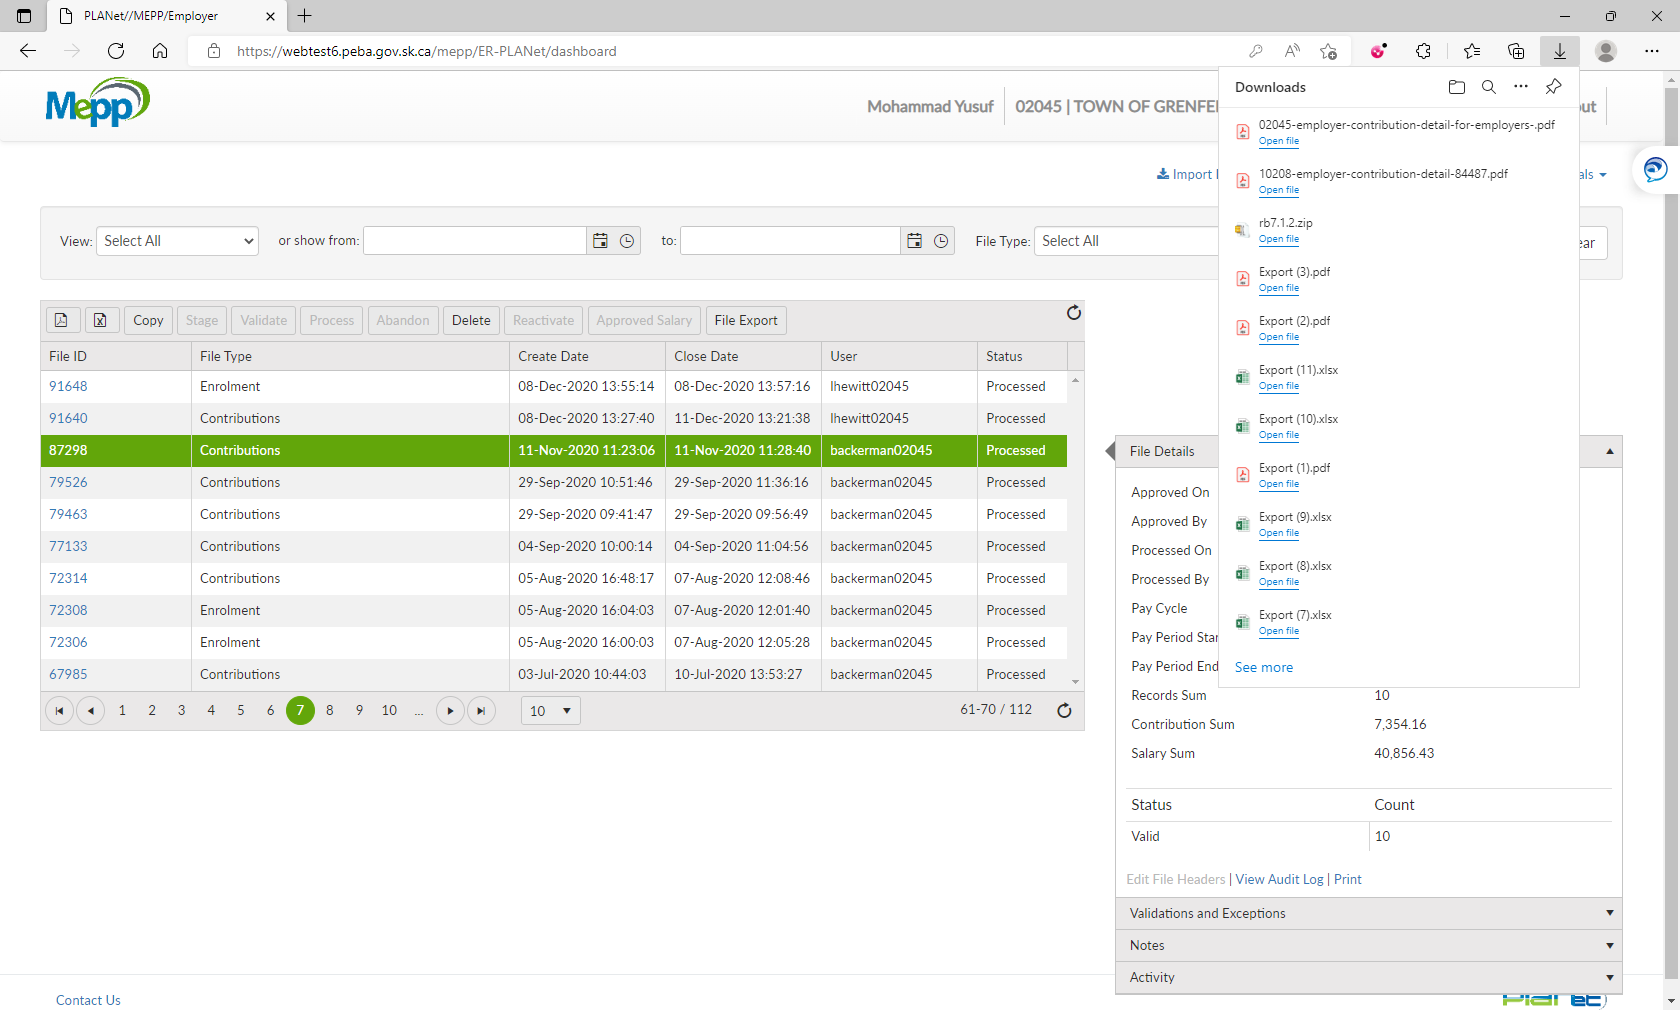 PLANet//MEPP/Employer
https://webtest6.peba.gov.sk.ca/mepp/ER-PLANet/dashboard
Mepp
Mohammad Yusuf
02045 | TOWN OF GRENFE
out
Import
als
View:
Select All
or show from:
to:
File Type:
Select All
ear
Copy
Stage
Validate
Process
Abandon
Delete
Reactivate
Approved Salary
File Export
File ID File Type Create Date Close Date User Status
91648 Enrolment 08-Dec-2020 13:55:14 08-Dec-2020 13:57:16 lhewitt02045 Processed
91640 Contributions 08-Dec-2020 13:27:40 11-Dec-2020 13:21:38 lhewitt02045 Processed
87298 Contributions 11-Nov-2020 11:23:06 11-Nov-2020 11:28:40 backerman02045 Processed
79526 Contributions 29-Sep-2020 10:51:46 29-Sep-2020 11:36:16 backerman02045 Processed
79463 Contributions 29-Sep-2020 09:41:47 29-Sep-2020 09:56:49 backerman02045 Processed
77133 Contributions 04-Sep-2020 10:00:14 04-Sep-2020 11:04:56 backerman02045 Processed
72314 Contributions 05-Aug-2020 16:48:17 07-Aug-2020 12:08:46 backerman02045 Processed
72308 Enrolment 05-Aug-2020 16:04:03 07-Aug-2020 12:01:40 backerman02045 Processed
72306 Enrolment 05-Aug-2020 16:00:03 07-Aug-2020 12:05:28 backerman02045 Processed
67985 Contributions 03-Jul-2020 10:44:03 10-Jul-2020 13:53:27 backerman02045 Processed
1 2 3 4 5 6 7 8 9 10 ... 10 61-70 / 112
Downloads
02045-employer-contribution-detail-for-employers-.pdf
Open file
10208-employer-contribution-detail-84487.pdf
Open file
rb7.1.2.zip
Open file
Export (3).pdf
Open file
Export (2).pdf
Open file
Export (11).xlsx
Open file
Export (10).xlsx
Open file
Export (1).pdf
Open file
Export (9).xlsx
Open file
Export (8).xlsx
Open file
Export (7).xlsx
Open file
See more
File Details
Approved On
Approved By
Processed On
Processed By
Pay Cycle
Pay Period Star
Pay Period End
Records Sum 10
Contribution Sum 7,354.16
Salary Sum 40,856.43
Status Count
Valid 10
Edit File Headers | View Audit Log | Print
Validations and Exceptions
Notes
Activity
Contact Us